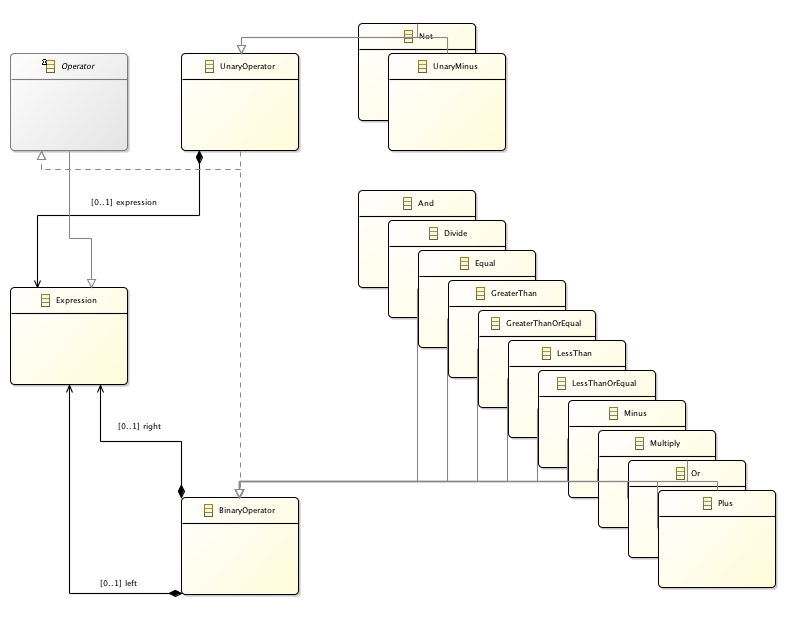 Not
Operator
UnaryOperator
UnaryMinus
[0..1] expression
And
Divide
Equal
Expression
GreaterThan
GreaterThanOrEqual
LessThan
LessThanOrEqual
Minus
[0..1] right
Multiply
Or
Plus
BinaryOperator
[0..1] left